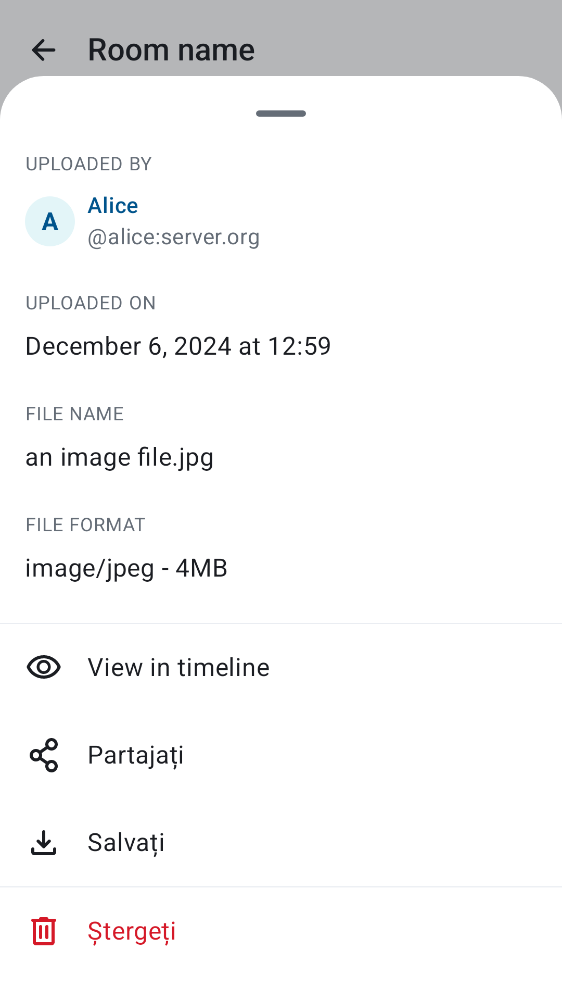 Room name
UPLOADED BY
A
Alice
@alice:server.org
UPLOADED ON
December 6, 2024 at 12:59
FILE NAME
an image file.jpg
FILE FORMAT
image/jpeg - 4MB
View in timeline
Partajați
Salvați
Ștergeți